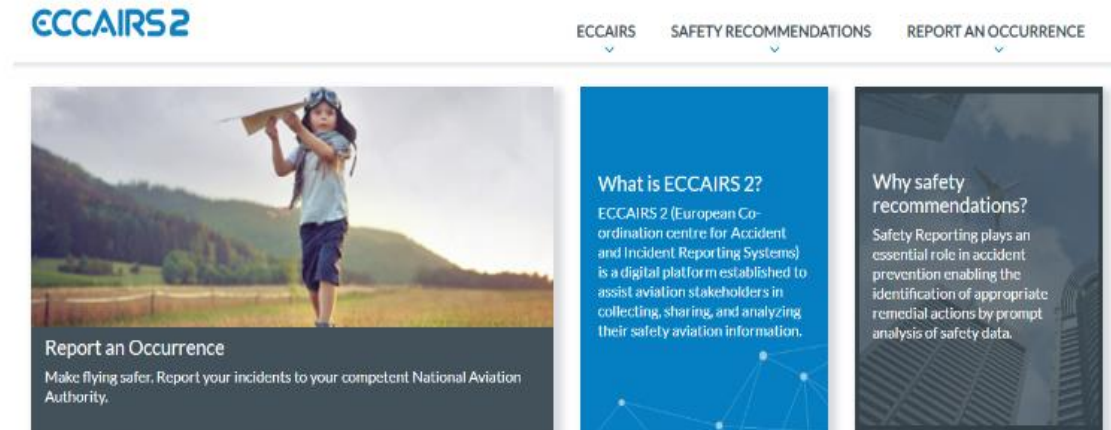 ECCAIRS 2
ECCAIRS SAFETY RECOMMENDATIONS REPORT AN OCCURRENCE
Report an Occurrence
Make flying safer. Report your incidents to your competent National Aviation
Authority.
What is ECCAIRS 2?
ECCAIRS 2 (European Co-
ordination centre for Accident
and Incident Reporting Systems)
is a digital platform established to
assist aviation stakeholders in
collecting, sharing, and analyzing
their safety aviation information.
Why safety
recommendations?
Safety Reporting plays an
essential role in accident
prevention enabling the
identification of appropriate
remedial actions by prompt
analysis of safety data.